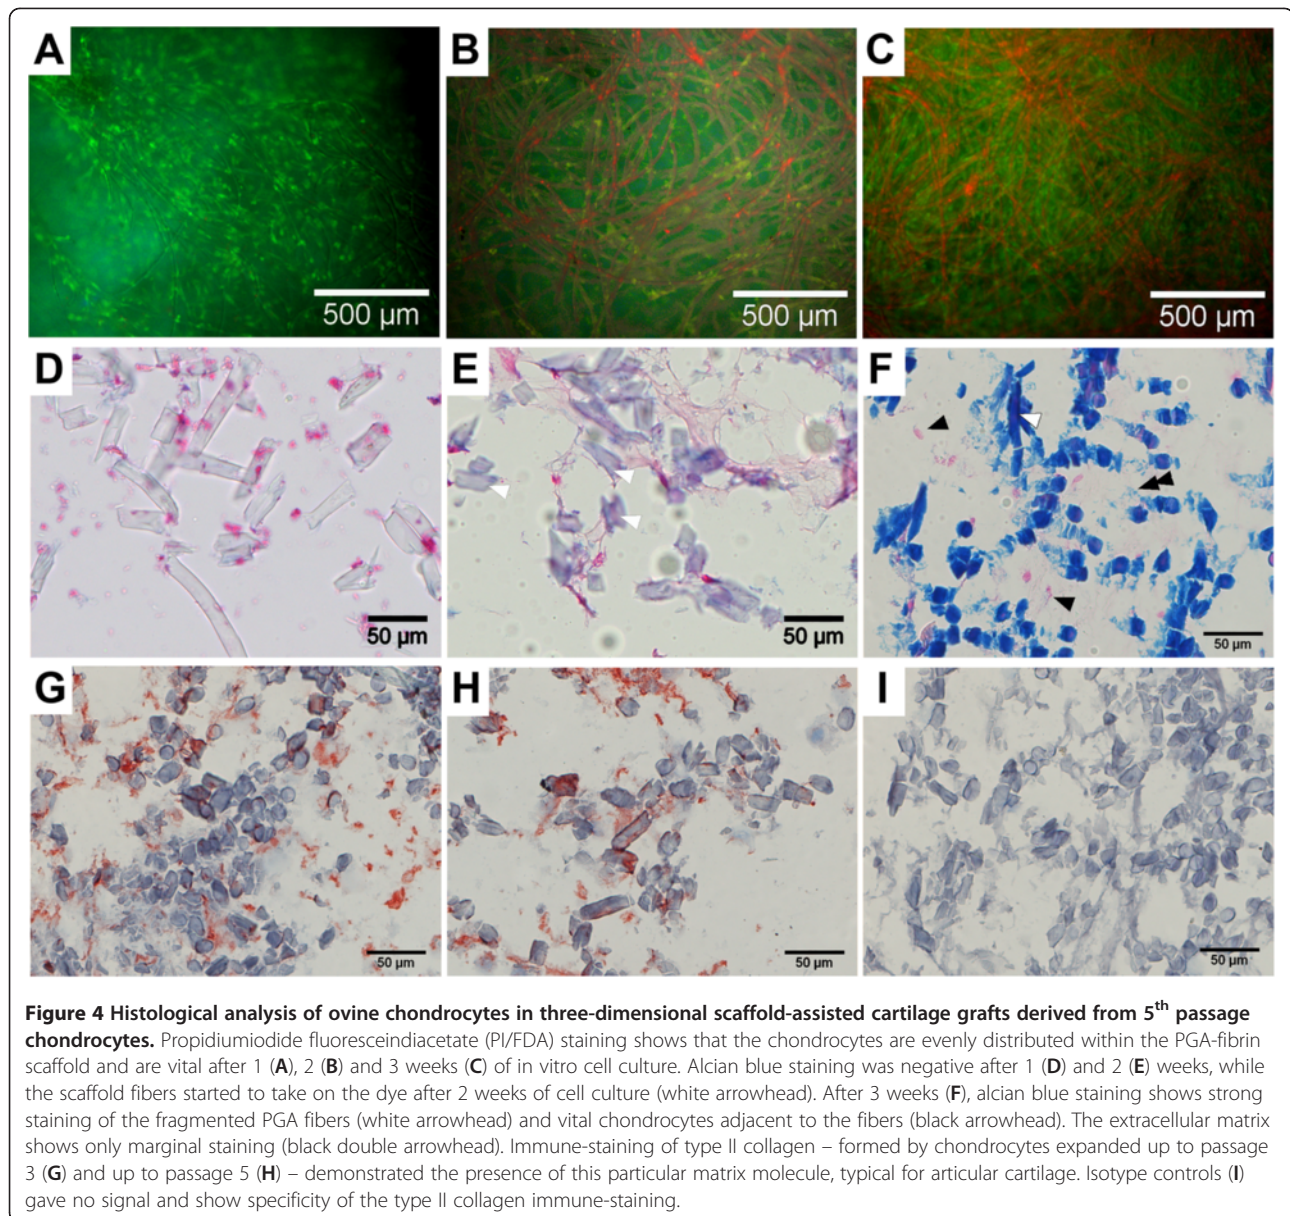 A
B
C
500 µm
500 µm
500 µm
D
E
F
50 µm
50 µm
50 µm
G
H
I
50 µm
50 µm
50 µm
Figure 4 Histological analysis of ovine chondrocytes in three-dimensional scaffold-assisted cartilage grafts derived from 5th passage
chondrocytes. Propidiumiodide fluoresceindiacetate (PI/FDA) staining shows that the chondrocytes are evenly distributed within the PGA-fibrin
scaffold and are vital after 1 (A), 2 (B) and 3 weeks (C) of in vitro cell culture. Alcian blue staining was negative after 1 (D) and 2 (E) weeks, while
the scaffold fibers started to take on the dye after 2 weeks of cell culture (white arrowhead). After 3 weeks (F), alcian blue staining shows strong
staining of the fragmented PGA fibers (white arrowhead) and vital chondrocytes adjacent to the fibers (black arrowhead). The extracellular matrix
shows only marginal staining (black double arrowhead). Immune-staining of type II collagen – formed by chondrocytes expanded up to passage
3 (G) and up to passage 5 (H) – demonstrated the presence of this particular matrix molecule, typical for articular cartilage. Isotype controls (I)
gave no signal and show specificity of the type II collagen immune-staining.